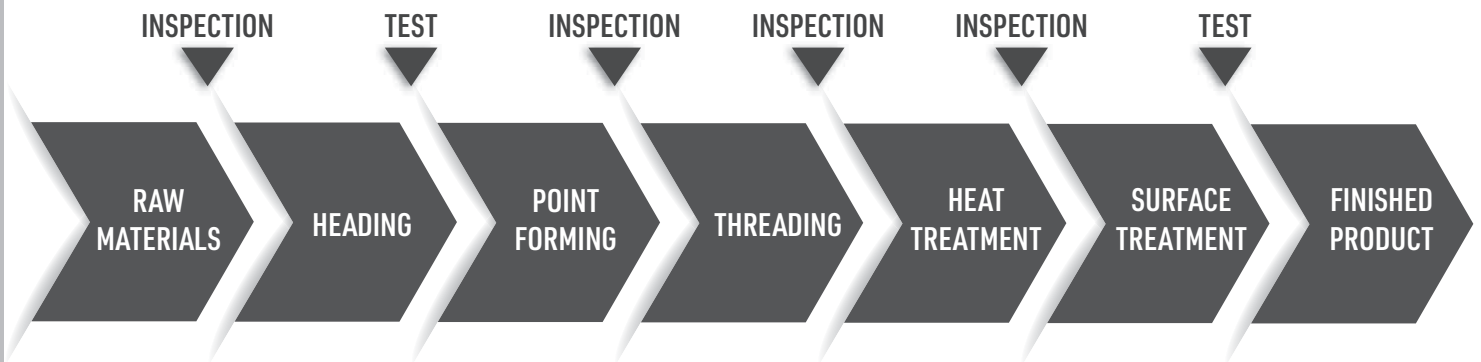 INSPECTION TEST INSPECTION INSPECTION INSPECTION TEST
RAW
MATERIALS
HEADING
POINT
FORMING
THREADING
HEAT
TREATMENT
SURFACE
TREATMENT
FINISHED
PRODUCT